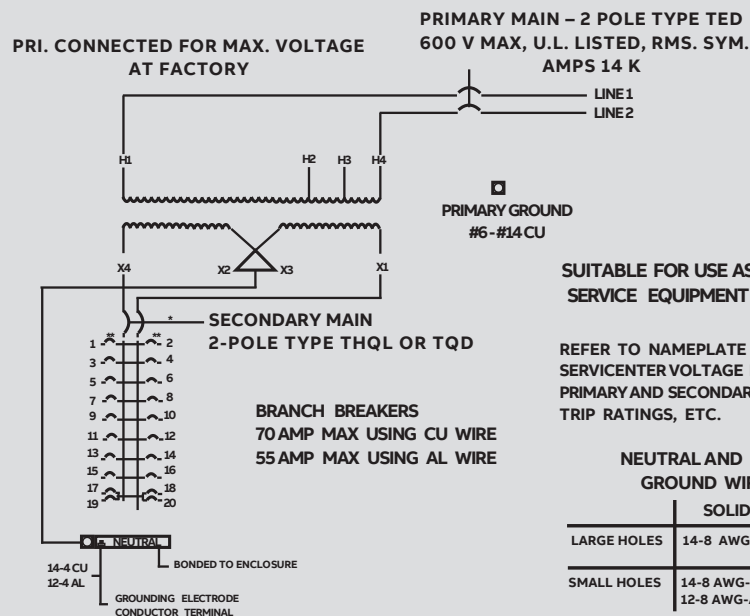 PRI. CONNECTED FOR MAX. VOLTAGE
AT FACTORY
PRIMARY MAIN – 2 POLE TYPE TED
600 V MAX, U.L. LISTED, RMS. SYM.
AMPS 14 K
LINE 1
LINE 2
H1
H2
H3
H4
PRIMARY GROUND
#6-#14 CU
X4
X2
X3
X1
SUITABLE FOR USE AS
SERVICE EQUIPMENT
* SECONDARY MAIN
2-POLE TYPE THQL OR TQD
REFER TO NAMEPLATE
SERVICENTER VOLTAGE
PRIMARY AND SECONDAR
TRIP RATINGS, ETC.
** **
1 2
3 4
5 6
7 8
9 10
11 12
13 14
15 16
17 18
19 20
BRANCH BREAKERS
70 AMP MAX USING CU WIRE
55 AMP MAX USING AL WIRE
NEUTRAL AND
GROUND WI
SOLID
LARGE HOLES 14-8 AWG
SMALL HOLES 14-8 AWG-
12-8 AWG-
NEUTRAL
BONDED TO ENCLOSURE
14-4 CU
12-4 AL
GROUNDING ELECTRODE
CONDUCTOR TERMINAL